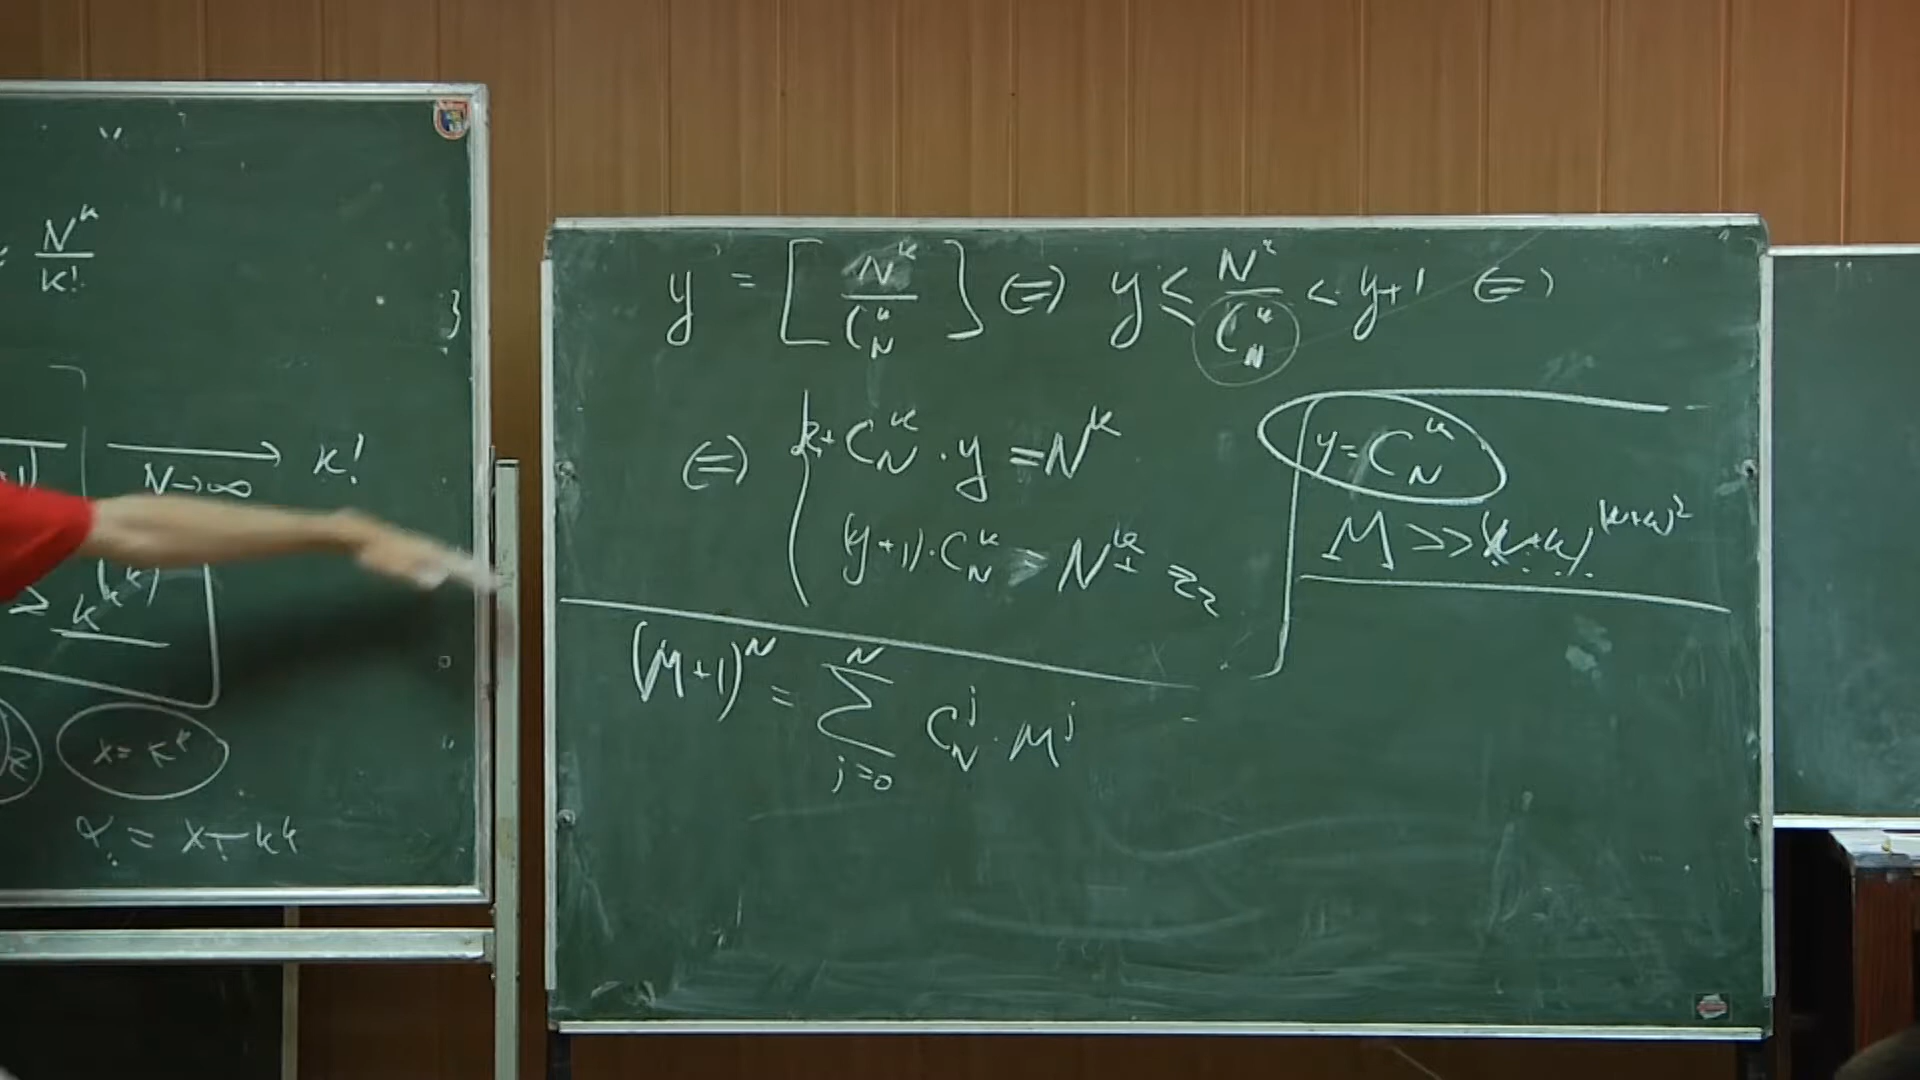 N^k / k!
N→∞ → k!
≥ k^(k^k)
x = k^k
α = x - k^k
y = [N^k / C_N^k] ⇔ y ≤ N^k / C_N^k < y+1 ⇔
⇔ { C_N^k · y = N^k
(y+1) · C_N^k > N^k
y = C_N^k
M >>
(M+1)^N = Σ_{j=0}^{N} C_N^j · M^j